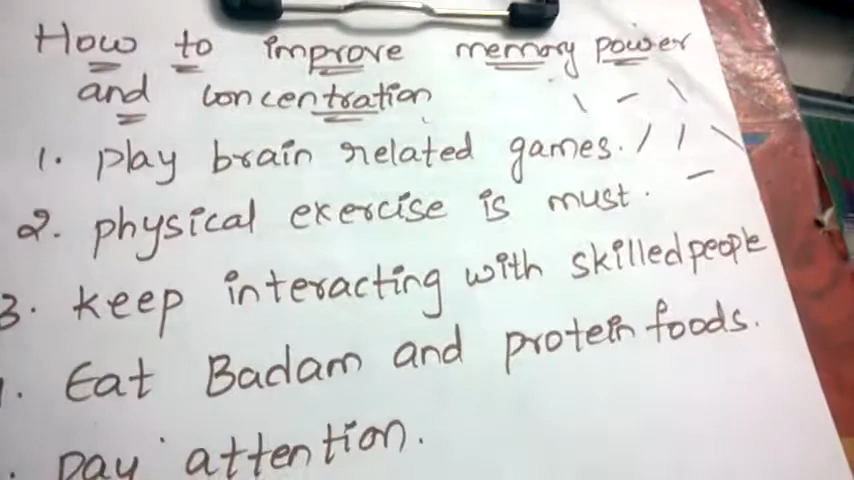 How to improve memory power
and concentration
1. play brain related games.
2. physical exercise is must.
3. keep interacting with skilled people
. Eat Badam and protein foods.
. pay attention.